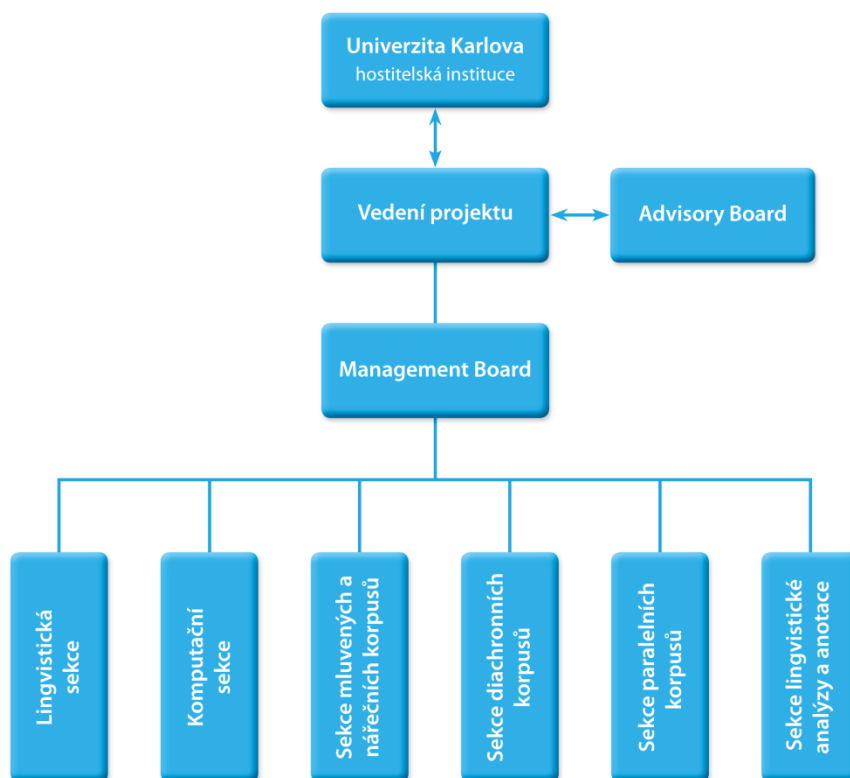 Univerzita Karlova
hostitelská instituce
Vedení projektu
Advisory Board
Management Board
Lingvistická
sekce
Komputační
sekce
Sekce mluvených a
nářečních korpusů
Sekce diachronních
korpusů
Sekce paralelních
korpusů
Sekce lingvistické
analýzy a anotace